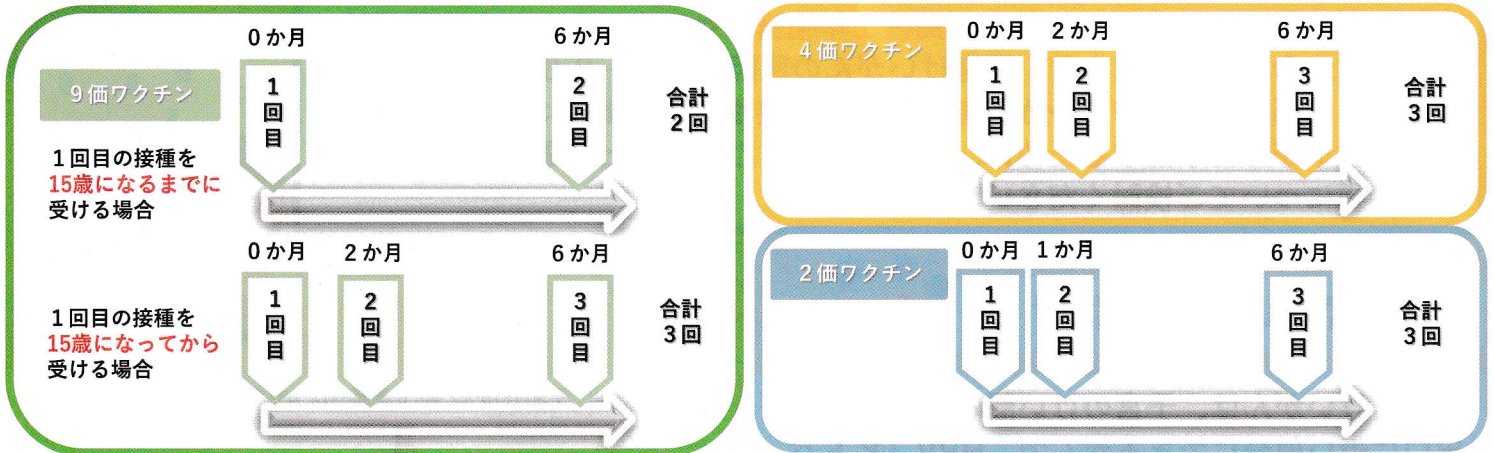 9価ワクチン
0か月 6か月
1回目 2回目
合計
2回
1回目の接種を
15歳になるまでに
受ける場合
0か月 2か月 6か月
1回目 2回目 3回目
合計
3回
1回目の接種を
15歳になってから
受ける場合
4価ワクチン
0か月 2か月 6か月
1回目 2回目 3回目
合計
3回
2価ワクチン
0か月 1か月 6か月
1回目 2回目 3回目
合計
3回